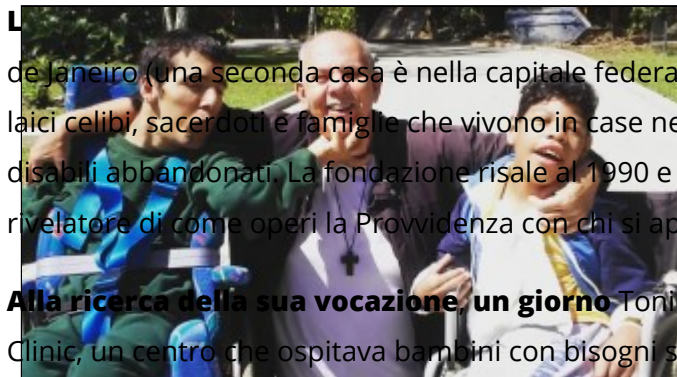 L
de Janeiro (una seconda casa è nella capitale federa
laici celibi, sacerdoti e famiglie che vivono in case ne
disabili abbandonati. La fondazione risale al 1990 e
rivelatore di come operi la Provvidenza con chi si ap
Alla ricerca della sua vocazione, un giorno Toni
Clinic, un centro che ospitava bambini con bisogni s